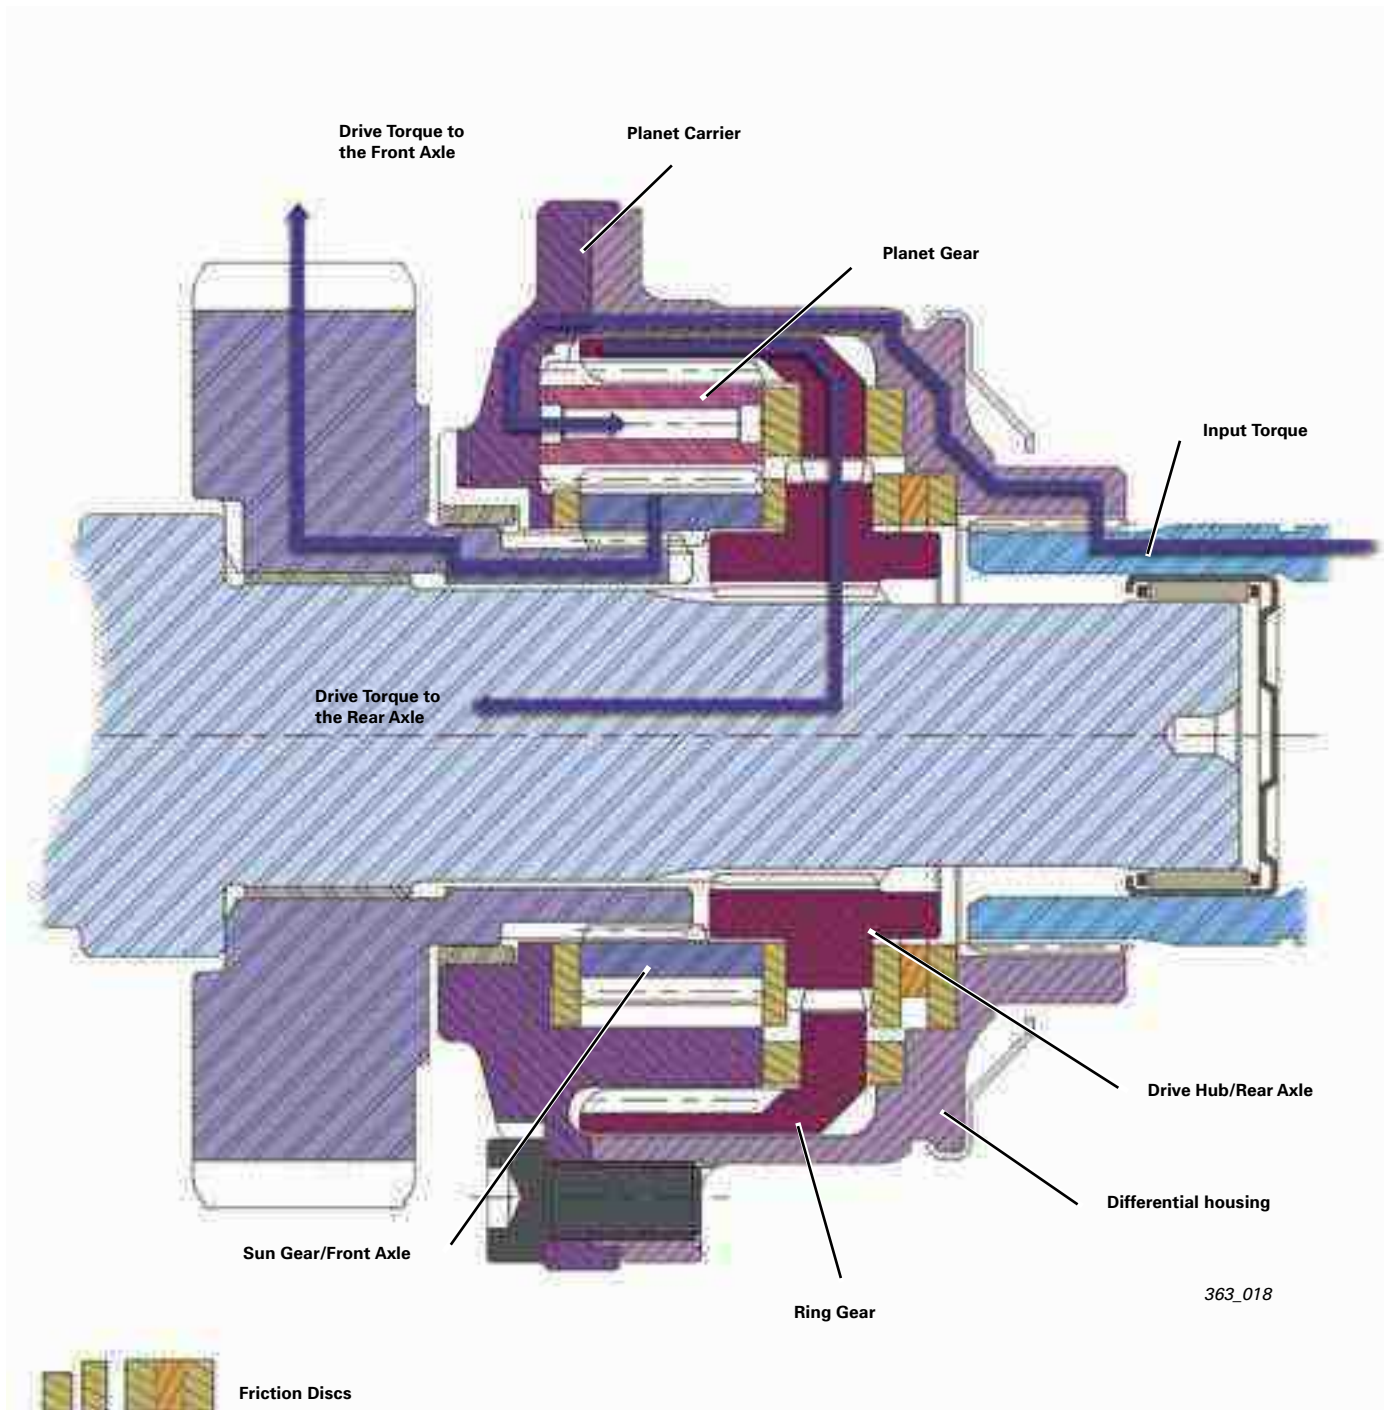 Drive Torque to
the Front Axle
Planet Carrier
Planet Gear
Input Torque
Drive Torque to
the Rear Axle
Drive Hub/Rear Axle
Differential housing
Sun Gear/Front Axle
Ring Gear
363_018
Friction Discs